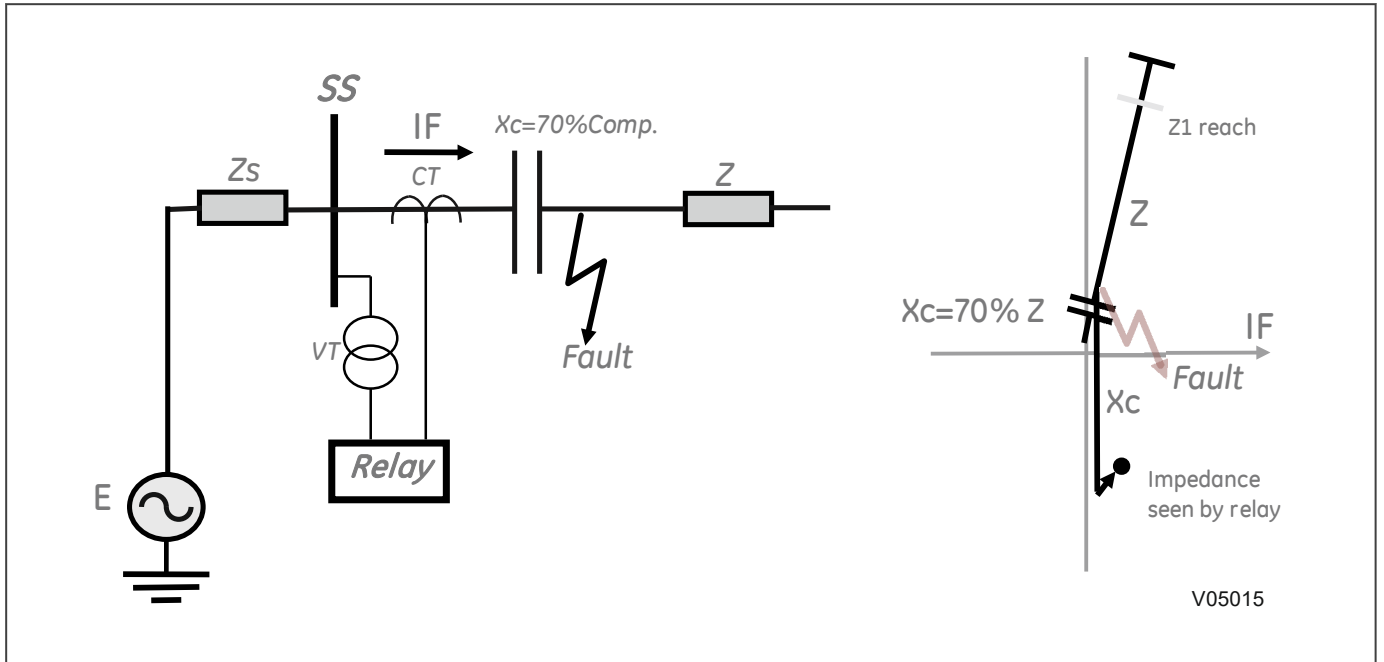 SS
IF
Xc=70%Comp.
Zs
CT
Z
VT
Fault
Relay
E
Z1 reach
Z
Xc=70% Z
IF
Fault
Xc
Impedance
seen by relay
V05015